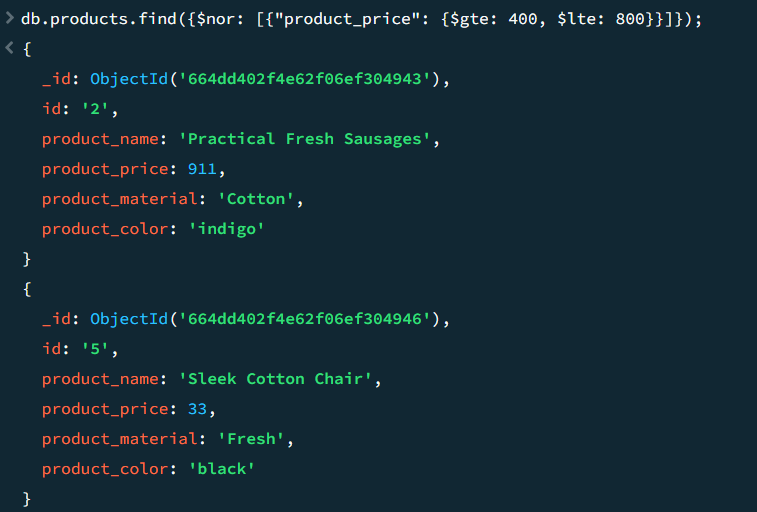 > db.products.find({$nor: [{"product_price": {$gte: 400, $lte: 800}}]});
< {
_id: ObjectId('664dd402f4e62f06ef304943'),
id: '2',
product_name: 'Practical Fresh Sausages',
product_price: 911,
product_material: 'Cotton',
product_color: 'indigo'
}
{
_id: ObjectId('664dd402f4e62f06ef304946'),
id: '5',
product_name: 'Sleek Cotton Chair',
product_price: 33,
product_material: 'Fresh',
product_color: 'black'
}